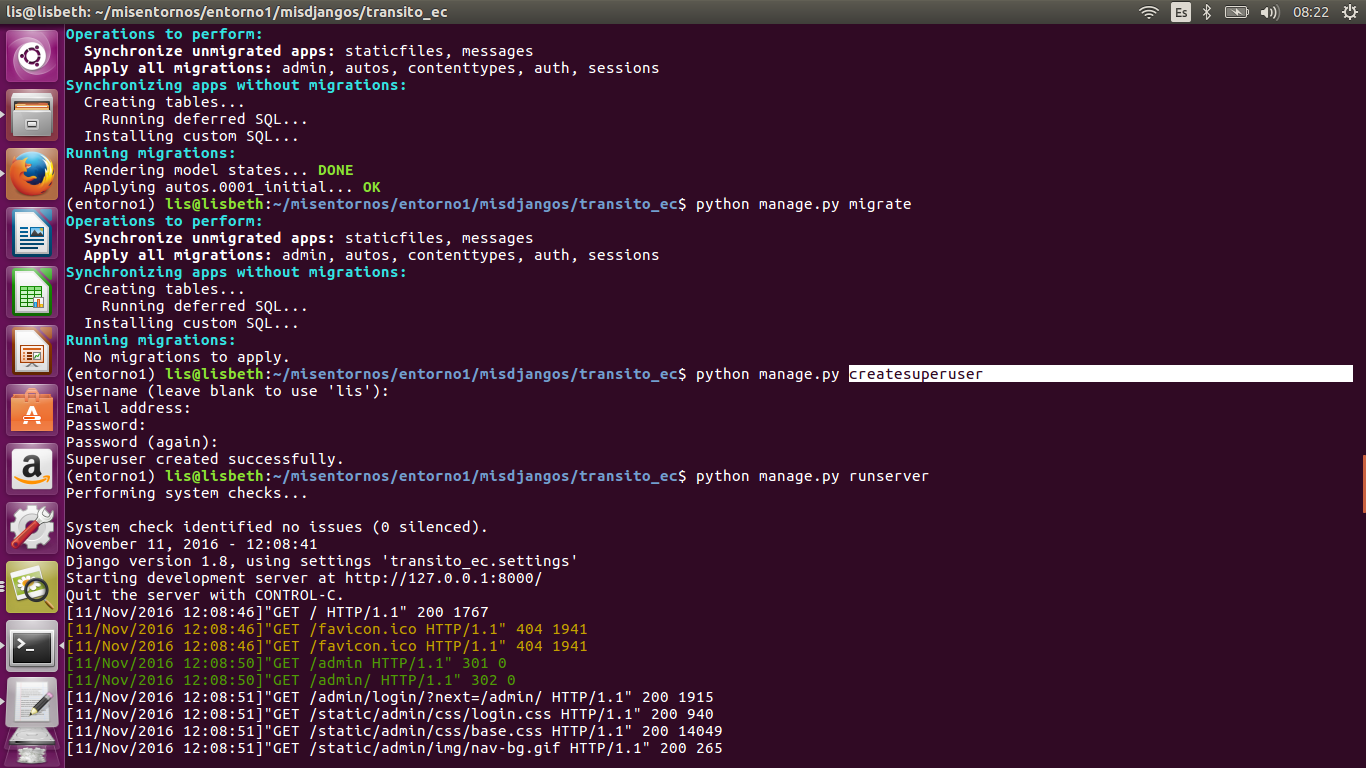 lis@lisbeth: ~/misentornos/entorno1/misdjangos/transito_ec
Es
08:22
Operations to perform:
  Synchronize unmigrated apps: staticfiles, messages
  Apply all migrations: admin, autos, contenttypes, auth, sessions
Synchronizing apps without migrations:
  Creating tables...
    Running deferred SQL...
  Installing custom SQL...
Running migrations:
  Rendering model states... DONE
  Applying autos.0001_initial... OK
(entorno1) lis@lisbeth:~/misentornos/entorno1/misdjangos/transito_ec$ python manage.py migrate
Operations to perform:
  Synchronize unmigrated apps: staticfiles, messages
  Apply all migrations: admin, autos, contenttypes, auth, sessions
Synchronizing apps without migrations:
  Creating tables...
    Running deferred SQL...
  Installing custom SQL...
Running migrations:
  No migrations to apply.
(entorno1) lis@lisbeth:~/misentornos/entorno1/misdjangos/transito_ec$ python manage.py createsuperuser
Username (leave blank to use 'lis'):
Email address:
Password:
Password (again):
Superuser created successfully.
(entorno1) lis@lisbeth:~/misentornos/entorno1/misdjangos/transito_ec$ python manage.py runserver
Performing system checks...
System check identified no issues (0 silenced).
November 11, 2016 - 12:08:41
Django version 1.8, using settings 'transito_ec.settings'
Starting development server at http://127.0.0.1:8000/
Quit the server with CONTROL-C.
[11/Nov/2016 12:08:46]"GET / HTTP/1.1" 200 1767
[11/Nov/2016 12:08:46]"GET /favicon.ico HTTP/1.1" 404 1941
[11/Nov/2016 12:08:46]"GET /favicon.ico HTTP/1.1" 404 1941
[11/Nov/2016 12:08:50]"GET /admin HTTP/1.1" 301 0
[11/Nov/2016 12:08:50]"GET /admin/ HTTP/1.1" 302 0
[11/Nov/2016 12:08:51]"GET /admin/login/?next=/admin/ HTTP/1.1" 200 1915
[11/Nov/2016 12:08:51]"GET /static/admin/css/login.css HTTP/1.1" 200 940
[11/Nov/2016 12:08:51]"GET /static/admin/css/base.css HTTP/1.1" 200 14049
[11/Nov/2016 12:08:51]"GET /static/admin/img/nav-bg.gif HTTP/1.1" 200 265